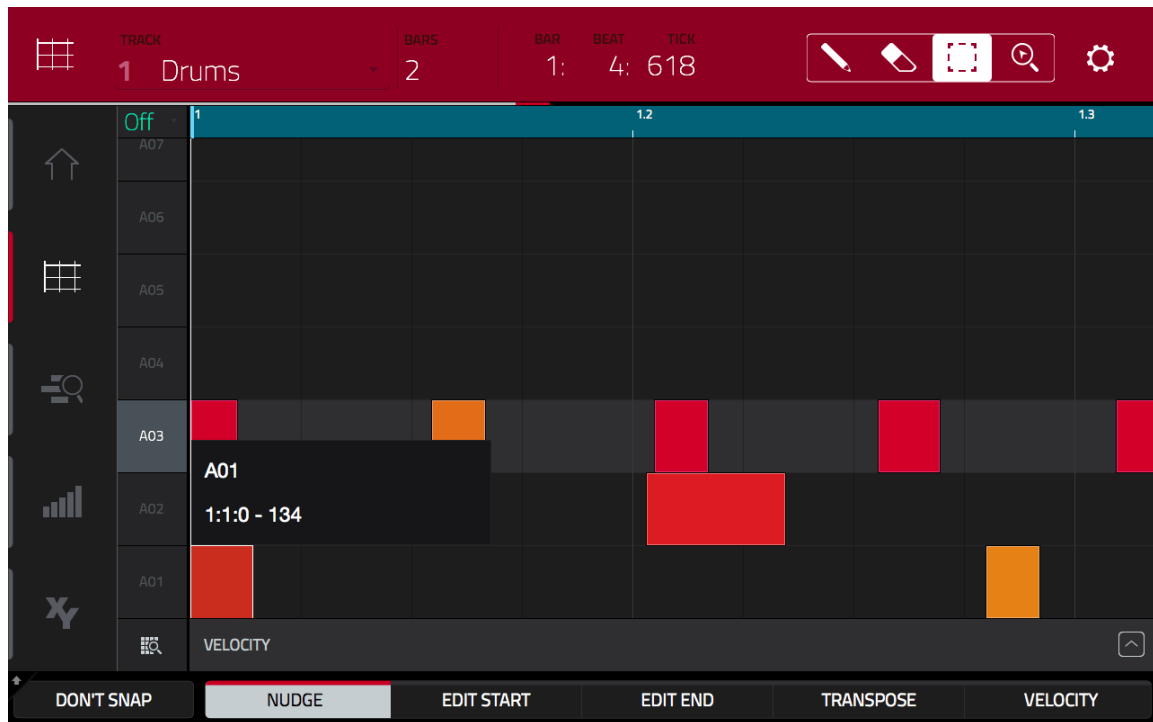 TRACK BARS BAR BEAT TICK
1 Drums 2 1: 4: 618
Off 1 1.2 1.3
A07
A06
A05
A04
A03
A01
1:1:0 - 134
A02
A01
XY
VELOCITY
DON'T SNAP NUDGE EDIT START EDIT END TRANSPOSE VELOCITY